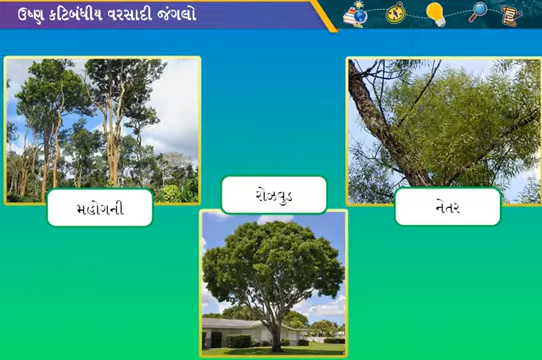 ઉષ્ણ કટિબંધીય વરસાદી જંગલો
મહોગની
રોઝવુડ
નેતર